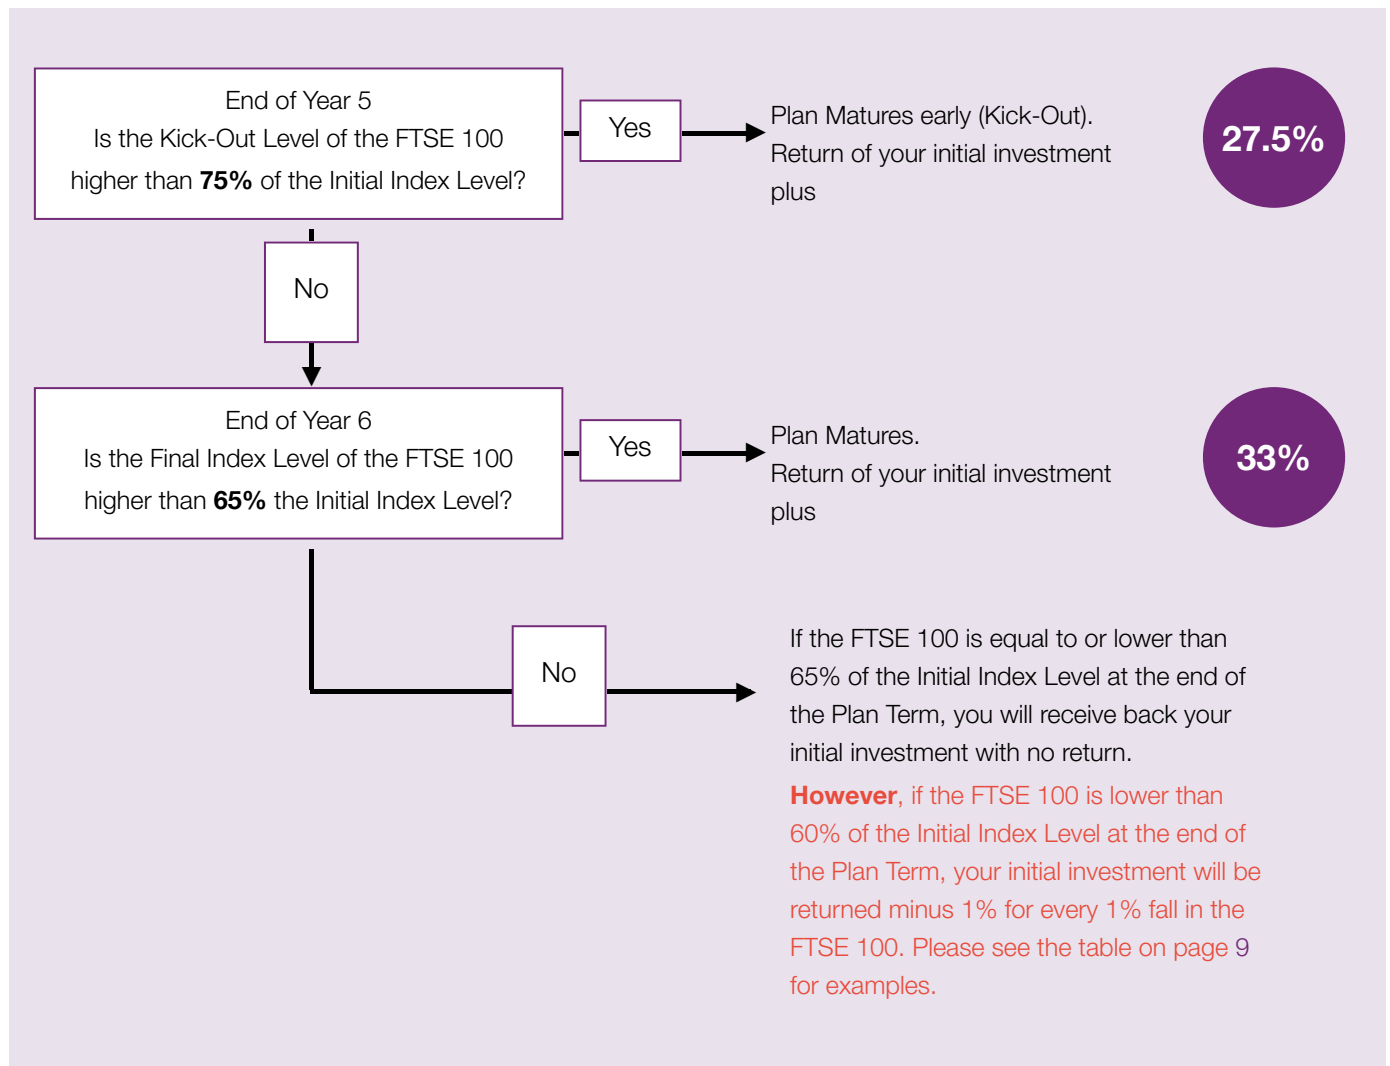 End of Year 5
Is the Kick-Out Level of the FTSE 100
higher than 75% of the Initial Index Level?
Yes
Plan Matures early (Kick-Out).
Return of your initial investment
plus
27.5%
No
End of Year 6
Is the Final Index Level of the FTSE 100
higher than 65% the Initial Index Level?
Yes
Plan Matures.
Return of your initial investment
plus
33%
No
If the FTSE 100 is equal to or lower than
65% of the Initial Index Level at the end of
the Plan Term, you will receive back your
initial investment with no return.
However, if the FTSE 100 is lower than
60% of the Initial Index Level at the end of
the Plan Term, your initial investment will be
returned minus 1% for every 1% fall in the
FTSE 100. Please see the table on page 9
for examples.